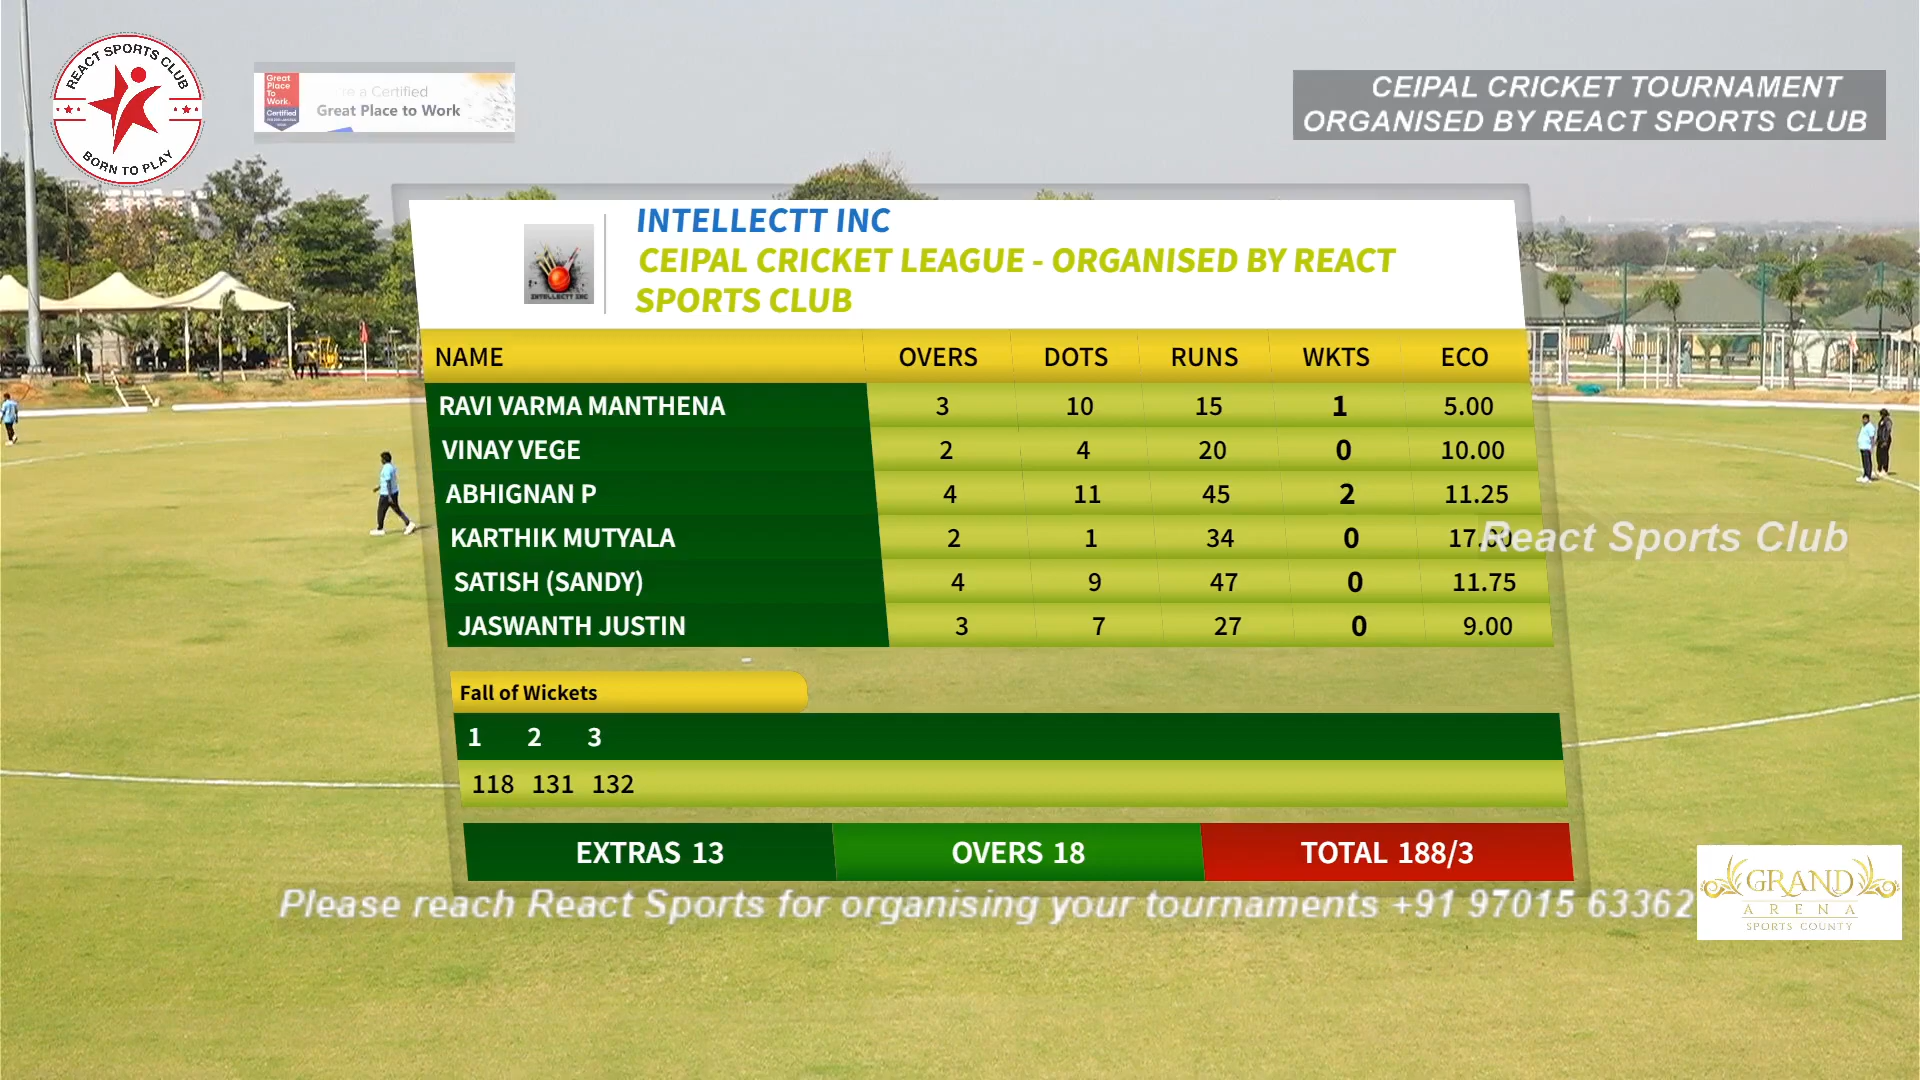 REACT SPORTS CLUB
BORN TO PLAY
Great
Place
To
Work.
Certified
re a Certified
Great Place to Work
CEIPAL CRICKET TOURNAMENT
ORGANISED BY REACT SPORTS CLUB
INTELLECTT INC
INTELLECTT INC
CEIPAL CRICKET LEAGUE - ORGANISED BY REACT
SPORTS CLUB
NAME OVERS DOTS RUNS WKTS ECO
RAVI VARMA MANTHENA 3 10 15 1 5.00
VINAY VEGE 2 4 20 0 10.00
ABHIGNAN P 4 11 45 2 11.25
KARTHIK MUTYALA 2 1 34 0 17.00
React Sports Club
SATISH (SANDY) 4 9 47 0 11.75
JASWANTH JUSTIN 3 7 27 0 9.00
Fall of Wickets
1 2 3
118 131 132
EXTRAS 13 OVERS 18 TOTAL 188/3
Please reach React Sports for organising your tournaments +91 97015 63362
GRAND
ARENA
SPORTS COUNTY